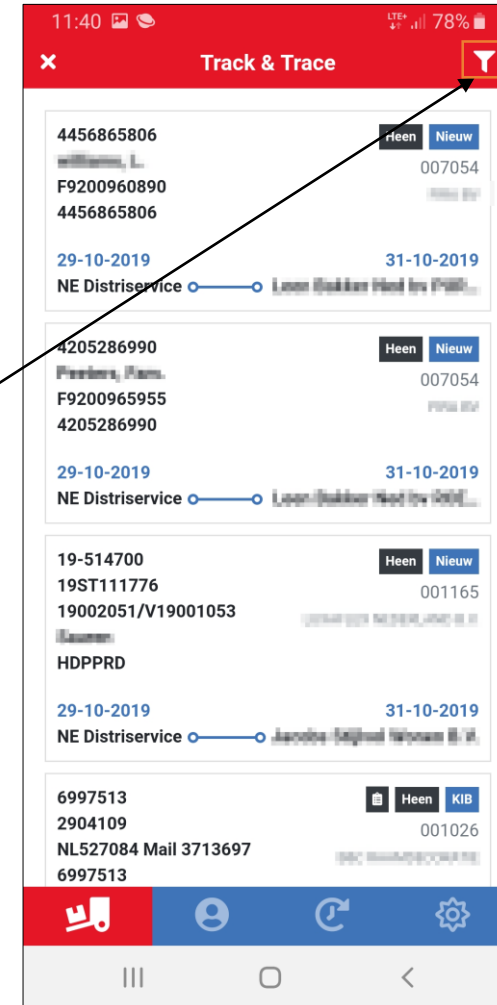 11:40 LTE+ 78%
Track & Trace
4456865806 Heen Nieuw
007054
F9200960890
4456865806
29-10-2019 31-10-2019
NE Distriservice
4205286990 Heen Nieuw
007054
F9200965955
4205286990
29-10-2019 31-10-2019
NE Distriservice
19-514700 Heen Nieuw
19ST111776 001165
19002051/V19001053
HDPPRD
29-10-2019 31-10-2019
NE Distriservice
6997513 Heen KIB
2904109 001026
NL527084 Mail 3713697
6997513